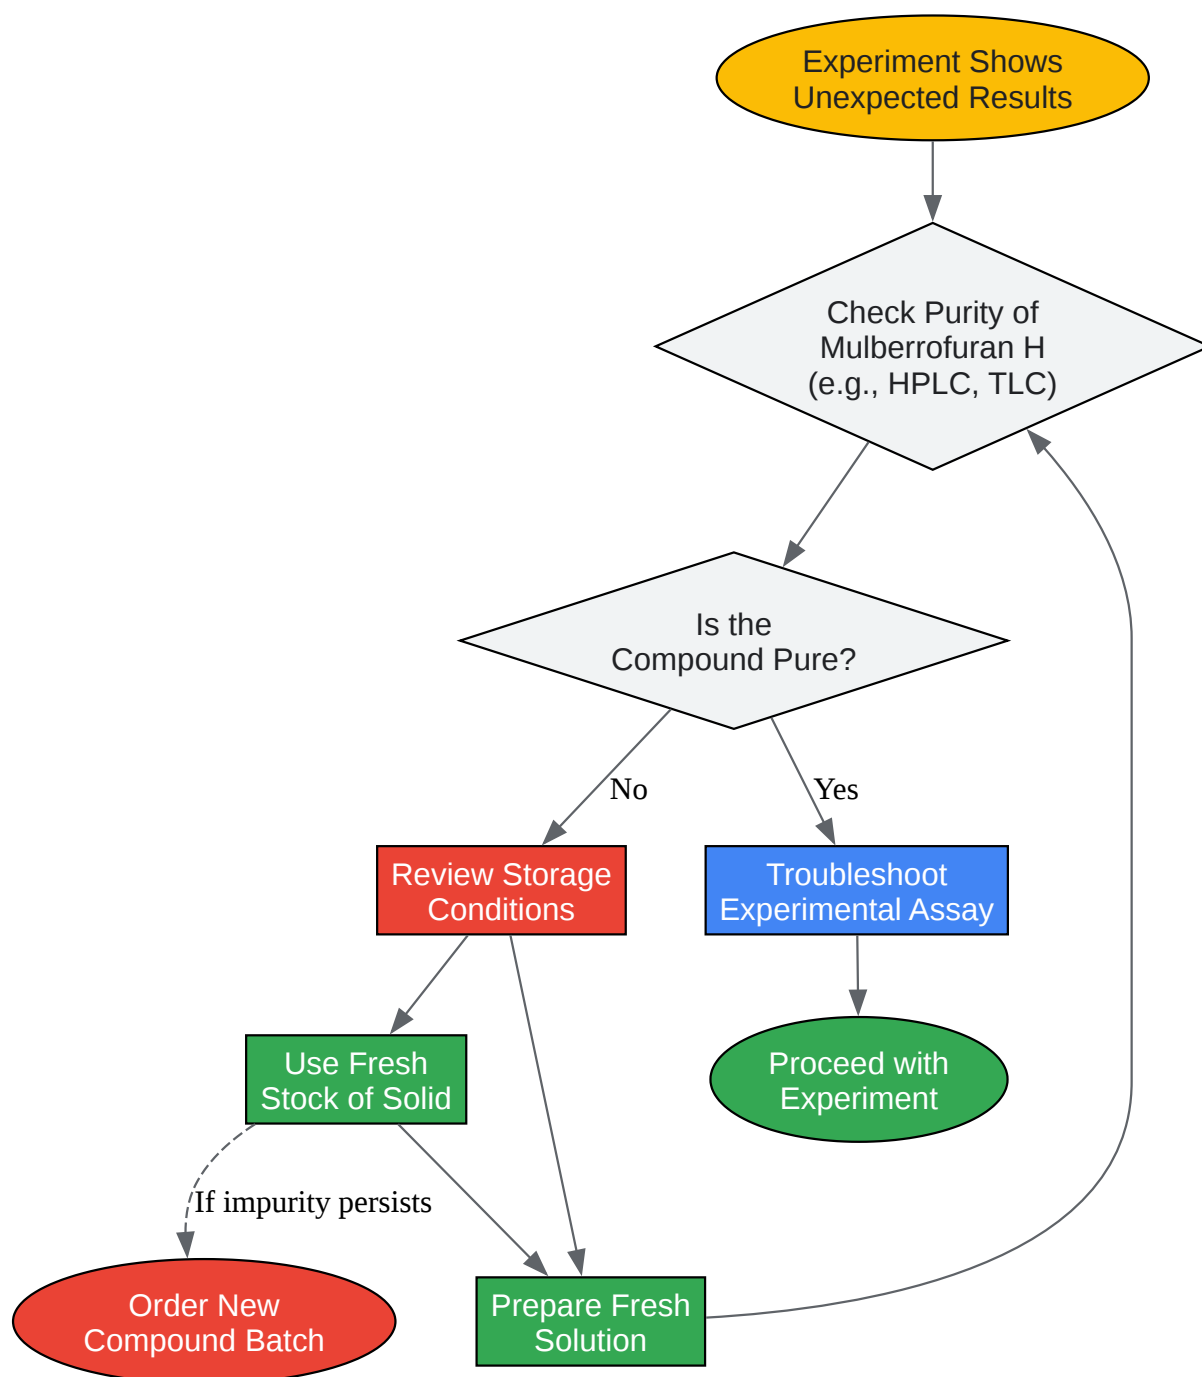 Experiment Shows
Unexpected Results
Check Purity of
Mulberrofuran H
(e.g., HPLC, TLC)
Is the
Compound Pure?
No
Yes
Review Storage
Conditions
Troubleshoot
Experimental Assay
Use Fresh
Stock of Solid
Proceed with
Experiment
If impurity persists
Order New
Compound Batch
Prepare Fresh
Solution